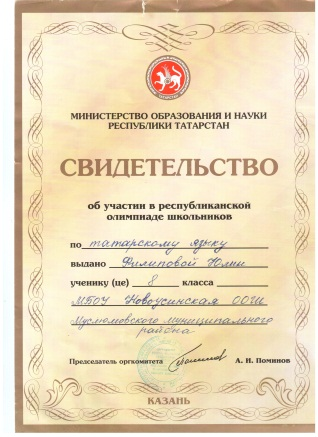 МИНИСТЕРСТВО ОБРАЗОВАНИЯ И НАУКИ
РЕСПУБЛИКИ ТАТАРСТАН
СВИДЕТЕЛЬСТВО
об участии в республиканской
олимпиаде школьников
по татарскому языку
выдано Филиповой Юлии
ученику (це) 8 класса
МБОУ Новоусинская ООШ
Муслюмовского муниципального
района
Председатель оргкомитета А. И. Поминов
КАЗАНЬ